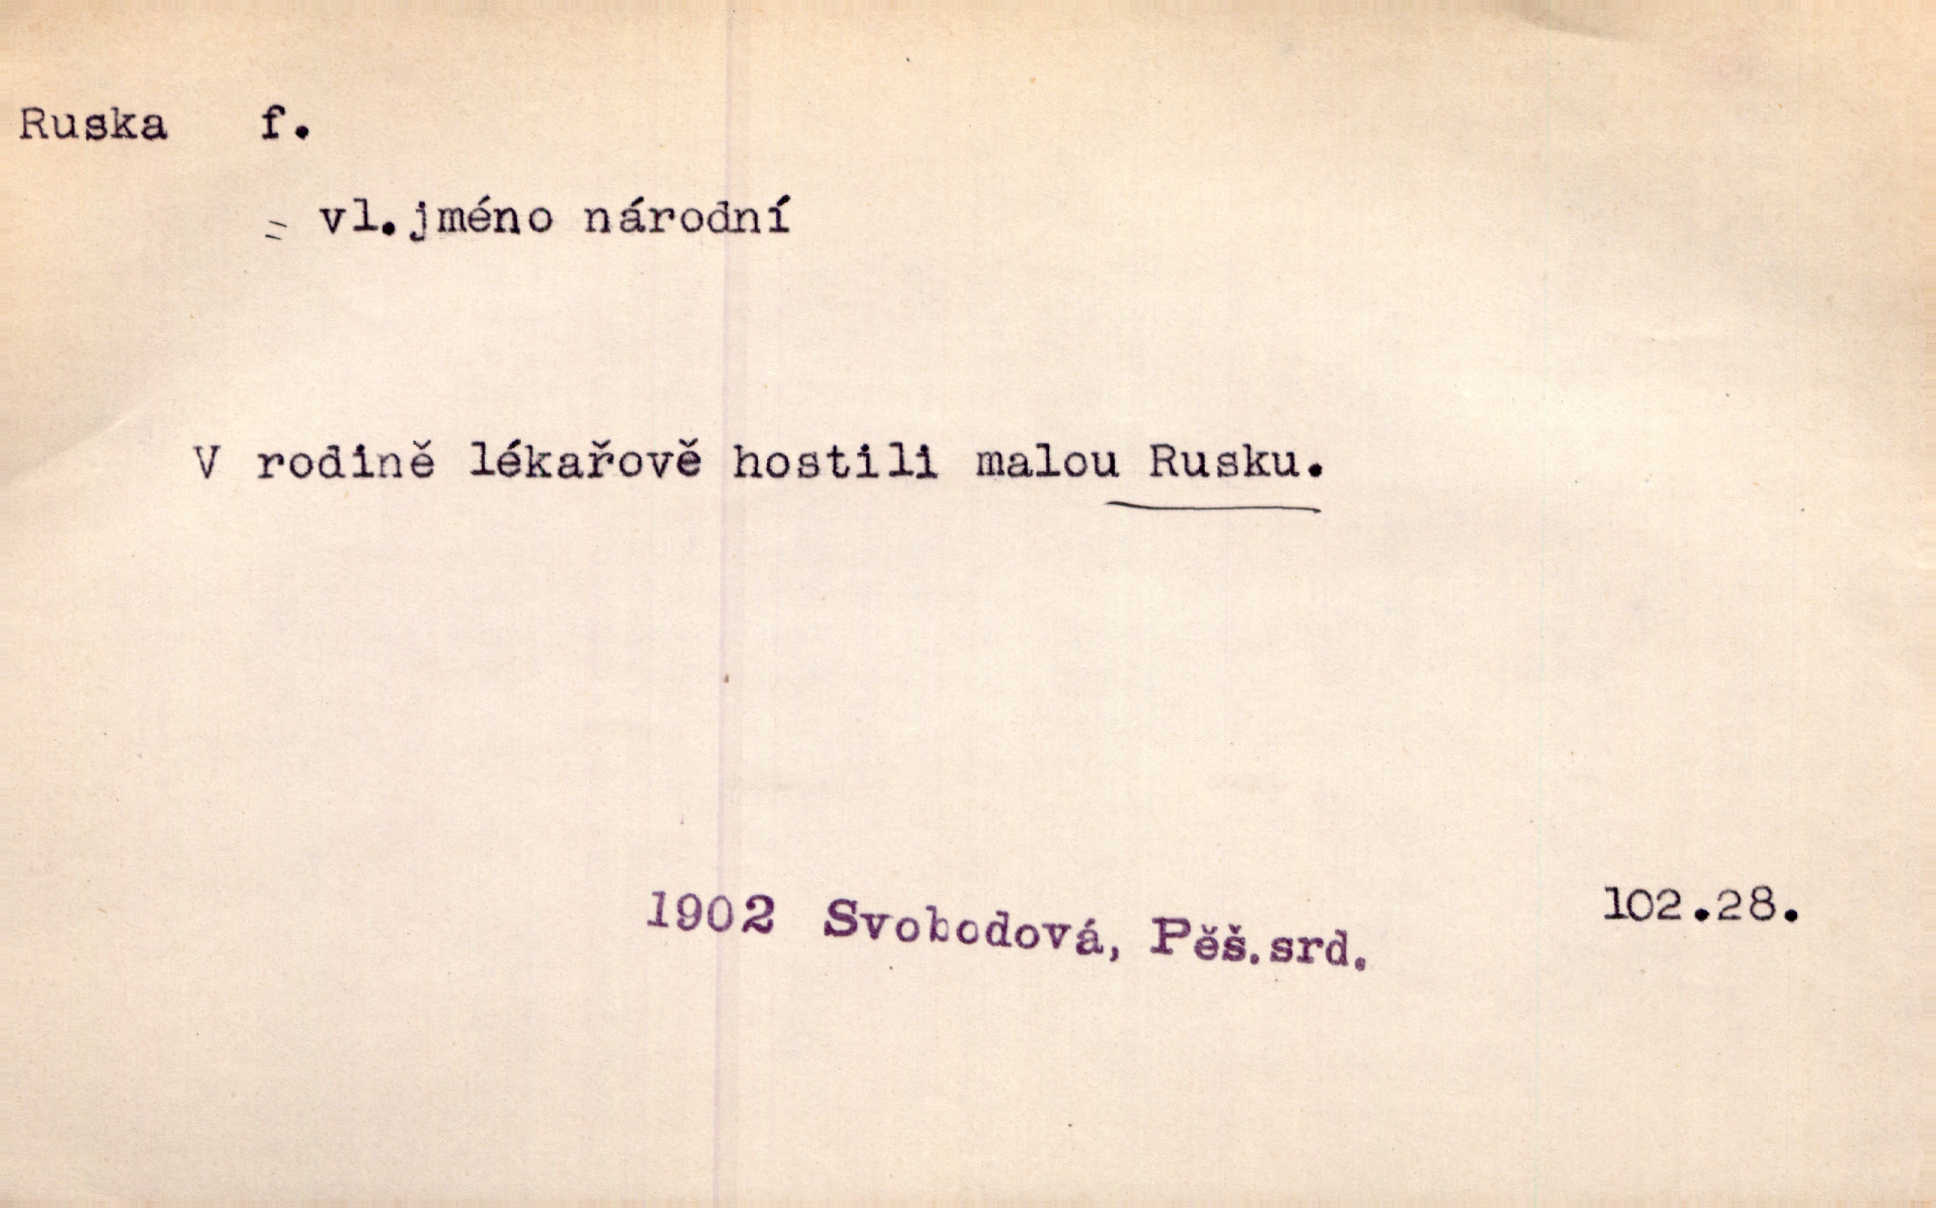 Ruska f.
= vl.jméno národní
V rodině lékařově hostili malou Rusku.
1902 Svobodová, Pěš.srd. 102.28.